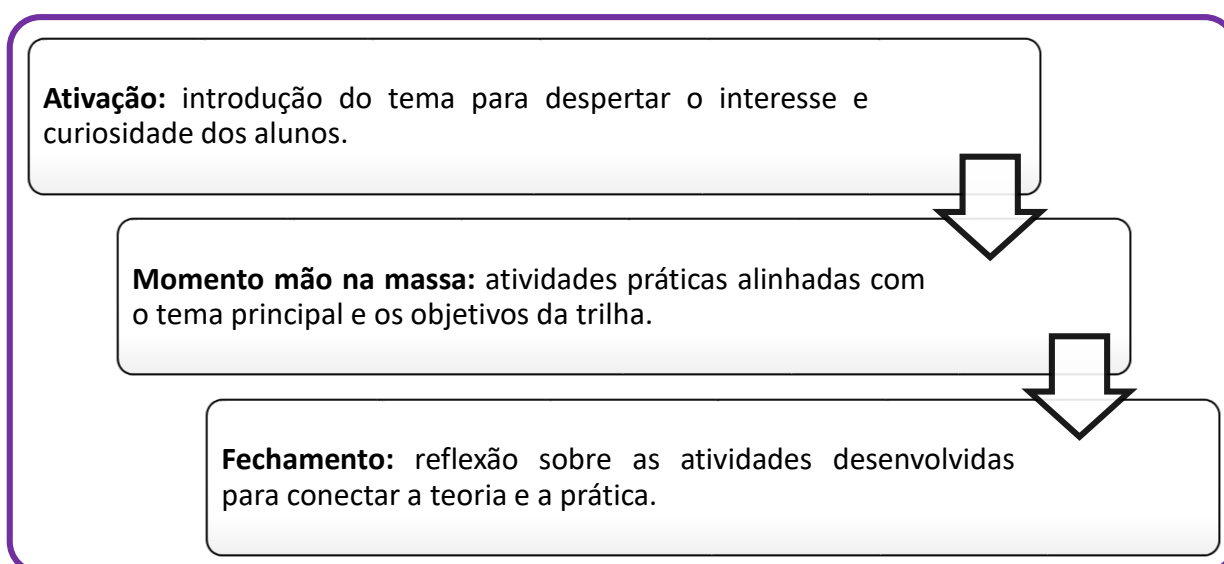 Ativação: introdução do tema para despertar o interesse e
curiosidade dos alunos.
Momento mão na massa: atividades práticas alinhadas com
o tema principal e os objetivos da trilha.
Fechamento: reflexão sobre as atividades desenvolvidas
para conectar a teoria e a prática.